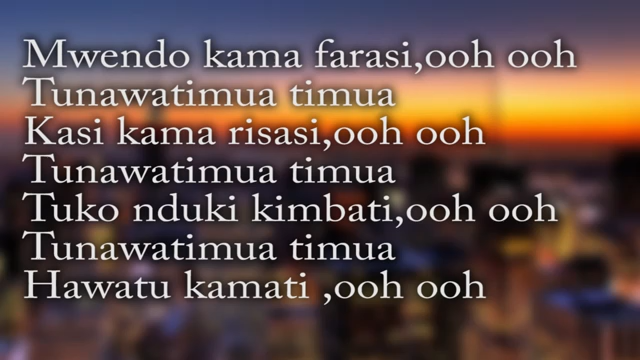 Mwendo kama farasi,ooh ooh
Tunawatimua timua
Kasi kama risasi,ooh ooh
Tunawatimua timua
Tuko nduki kimbati,ooh ooh
Tunawatimua timua
Hawatu kamati ,ooh ooh